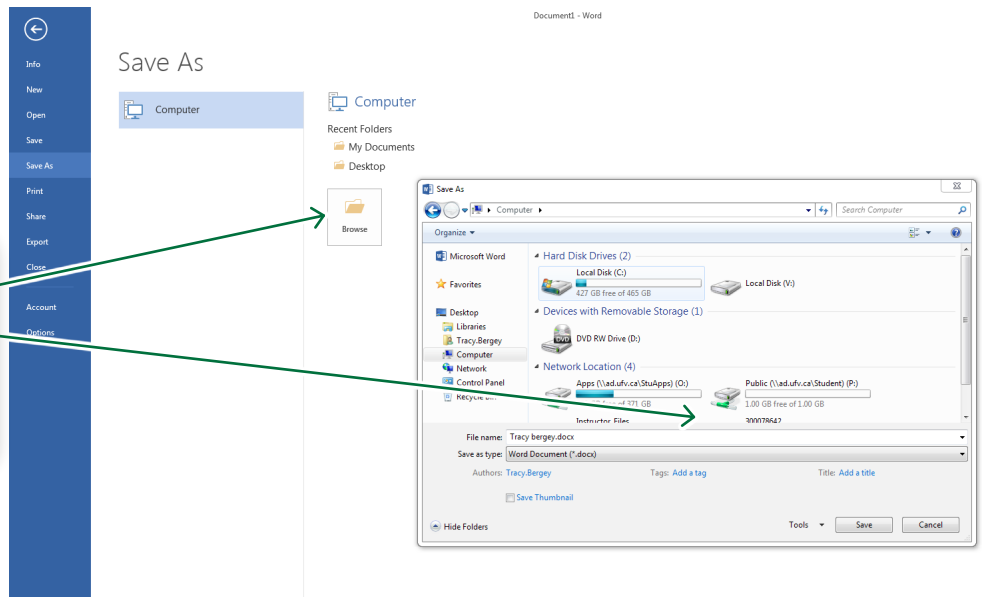 Document1 - Word
Info
New
Open
Save
Save As
Print
Share
Export
Close
Account
Options
Save As
Computer
Computer
Recent Folders
My Documents
Desktop
Browse
Save As
Computer
Search Computer
Organize
Microsoft Word
Favorites
Desktop
Libraries
Tracy.Bergey
Computer
Network
Control Panel
Recycle
Hard Disk Drives (2)
Local Disk (C:)
427 GB free of 465 GB
Local Disk (V:)
Devices with Removable Storage (1)
DVD
DVD RW Drive (D:)
Network Location (4)
Apps (\\ad.ufv.ca\StuApps) (O:)
free of 371 GB
Public (\\ad.ufv.ca\Student) (P:)
1.00 GB free of 1.00 GB
Instructor Files
300078642
File name: Tracy bergey.docx
Save as type: Word Document (*.docx)
Authors: Tracy.Bergey Tags: Add a tag Title: Add a title
Save Thumbnail
Hide Folders Tools Save Cancel